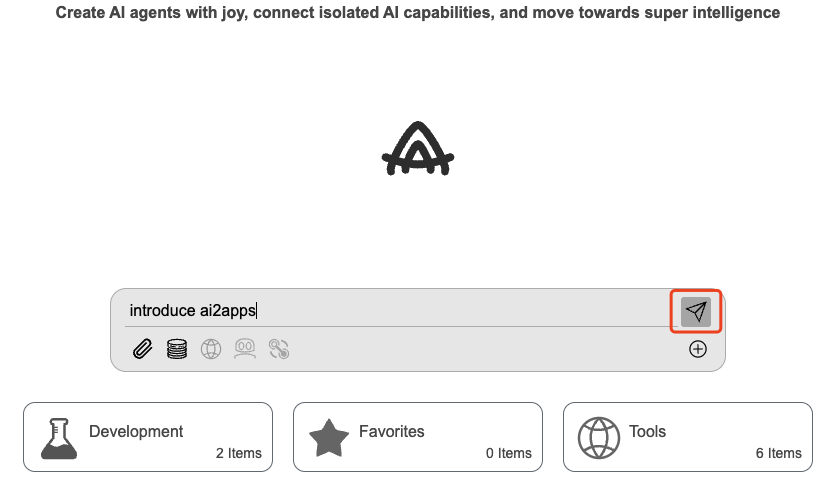 Create AI agents with joy, connect isolated AI capabilities, and move towards super intelligence
introduce ai2apps
Development
2 Items
Favorites
0 Items
Tools
6 Items